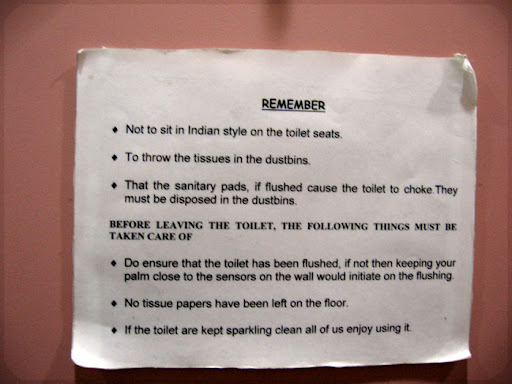 REMEMBER
♦ Not to sit in Indian style on the toilet seats.
♦ To throw the tissues in the dustbins.
♦ That the sanitary pads, if flushed cause the toilet to choke.They
must be disposed in the dustbins.
BEFORE LEAVING THE TOILET, THE FOLLOWING THINGS MUST BE
TAKEN CARE OF
♦ Do ensure that the toilet has been flushed, if not then keeping your
palm close to the sensors on the wall would initiate on the flushing.
♦ No tissue papers have been left on the floor.
♦ If the toilet are kept sparkling clean all of us enjoy using it.